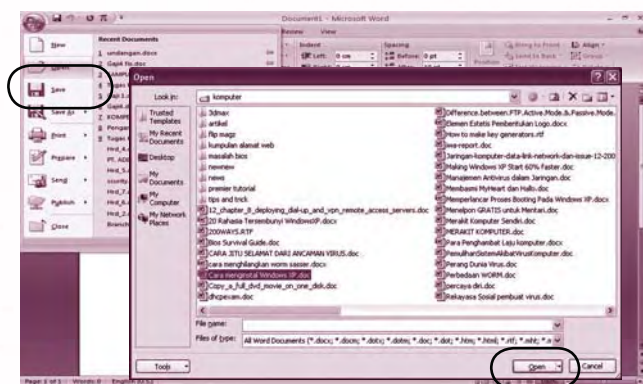 Document1 - Microsoft Word
Review View
New
Open
Save
Save As
Print
Prepare
Send
Publish
Close
Recent Documents
1 undangan.docx
2 Gaji4 fix.doc
Indent
Left: 0 cm
Spacing
Before: 0 pt
Position
Bring to Front
Send to Back
Align
Group
Open
Look in: komputer
Trusted Templates
My Recent Documents
Desktop
My Documents
My Computer
My Network Places
3dmax
artikel
flip magz
kumpulan alamat web
masalah bios
newnew
news
premier tutorial
tips and trick
12_chapter_8_deploying_dial-up_and_vpn_remote_access_servers.doc
20 Rahasia Tersembunyi WindowsXP.docx
200WAYS.RTF
Bios Survival Guide.doc
CARA JITU SELAMAT DARI ANCAMAN VIRUS.doc
cara menghilangkan worm sasser.docx
Cara menginstal Windows XP.doc
Copy_a_full_dvd_movie_on_one_disk.doc
dhcpexam.doc
Difference.between.FTP.Active.Mode.&.Passive.Mode.
Elemen Estetis Pembentukan Logo.docx
How to make key generators.rtf
iwa-report.doc
Jaringan-komputer-data-link-network-dan-issue-12-200
Making Windows XP Start 60% Faster.doc
Manajemen Antivirus dalam Jaringan.doc
Membasmi MyHeart dan Hallo.doc
Memperlancar Proses Booting Pada Windows XP.docx
Menelpon GRATIS untuk Mentari.doc
Merakit Komputer Sendiri.doc
MERAKIT KOMPUTER.doc
Para Penghambat Laju komputer.docx
PemulihanSistemAkibatVirusKomputer.doc
Perang Dunia Virus.doc
Perbedaan WORM.doc
percaya diri.doc
Rekayasa Sosial pembuat virus.doc
File name:
Files of type: All Word Documents (*.docx; *.docm; *.dotx; *.dotm; *.doc; *.dot; *.htm; *.html; *.rtf; *.mht; *.m
Tools
Open
Cancel
Page: 1 of 1 Words: 0 English (U.S)